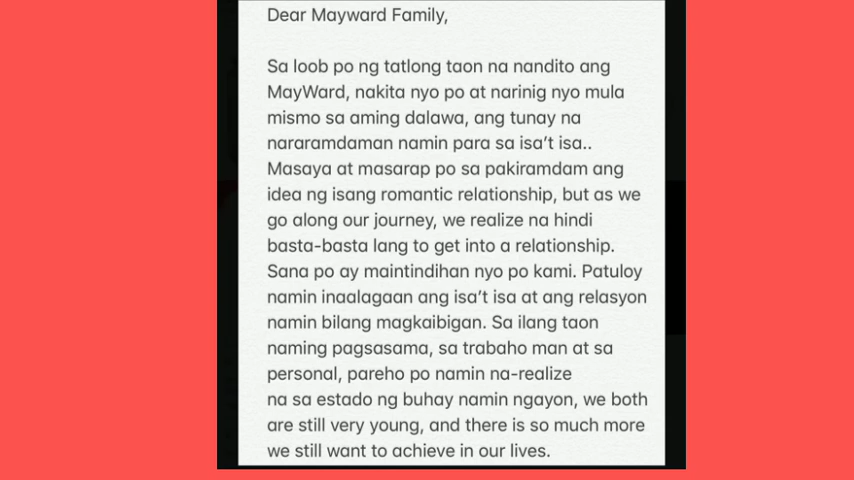 Dear Mayward Family,
Sa loob po ng tatlong taon na nandito ang
MayWard, nakita nyo po at narinig nyo mula
mismo sa aming dalawa, ang tunay na
nararamdaman namin para sa isa't isa..
Masaya at masarap po sa pakiramdam ang
idea ng isang romantic relationship, but as we
go along our journey, we realize na hindi
basta-basta lang to get into a relationship.
Sana po ay maintindihan nyo po kami. Patuloy
namin inaalagaan ang isa't isa at ang relasyon
namin bilang magkaibigan. Sa ilang taon
naming pagsasama, sa trabaho man at sa
personal, pareho po namin na-realize
na sa estado ng buhay namin ngayon, we both
are still very young, and there is so much more
we still want to achieve in our lives.